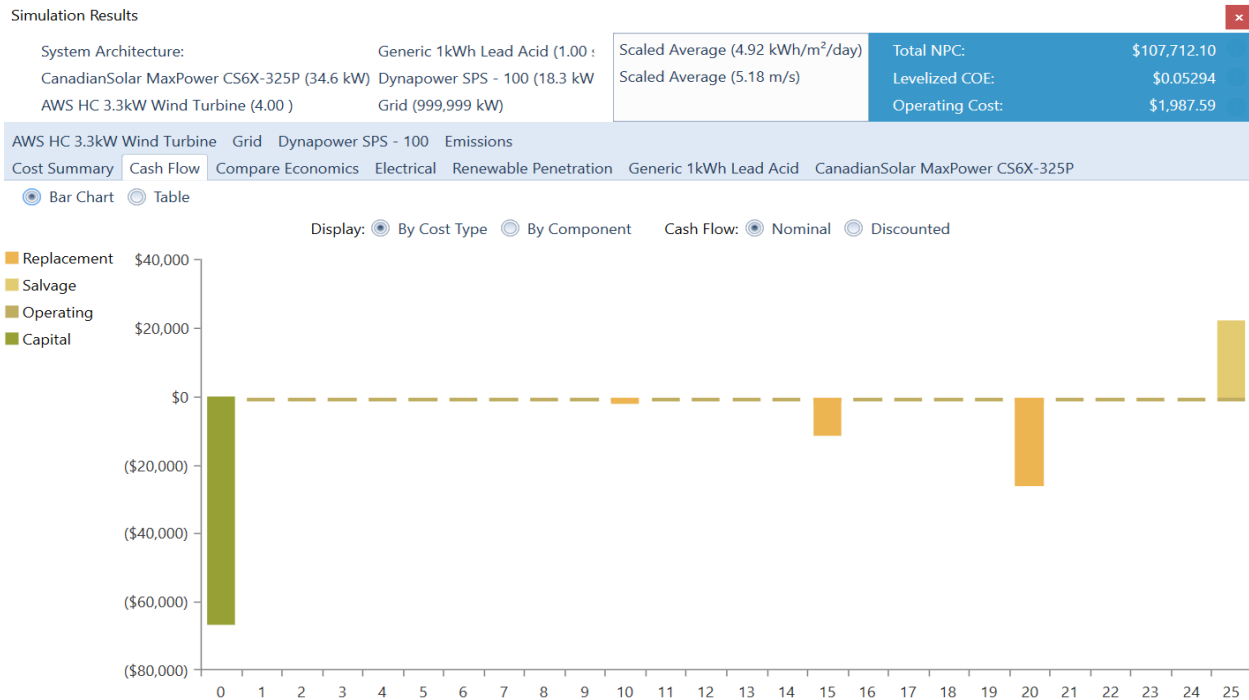 Simulation Results
×
System Architecture:
CanadianSolar MaxPower CS6X-325P (34.6 kW)
AWS HC 3.3kW Wind Turbine (4.00 )
Generic 1kWh Lead Acid (1.00 :
Dynapower SPS - 100 (18.3 kW
Grid (999,999 kW)
Scaled Average (4.92 kWh/m²/day)
Scaled Average (5.18 m/s)
Total NPC: $107,712.10
Levelized COE: $0.05294
Operating Cost: $1,987.59
AWS HC 3.3kW Wind Turbine Grid Dynapower SPS - 100 Emissions
Cost Summary Cash Flow Compare Economics Electrical Renewable Penetration Generic 1kWh Lead Acid CanadianSolar MaxPower CS6X-325P
Bar Chart Table
Display: By Cost Type By Component Cash Flow: Nominal Discounted
Replacement
Salvage
Operating
Capital
$40,000
$20,000
$0
($20,000)
($40,000)
($60,000)
($80,000)
0 1 2 3 4 5 6 7 8 9 10 11 12 13 14 15 16 17 18 19 20 21 22 23 24 25